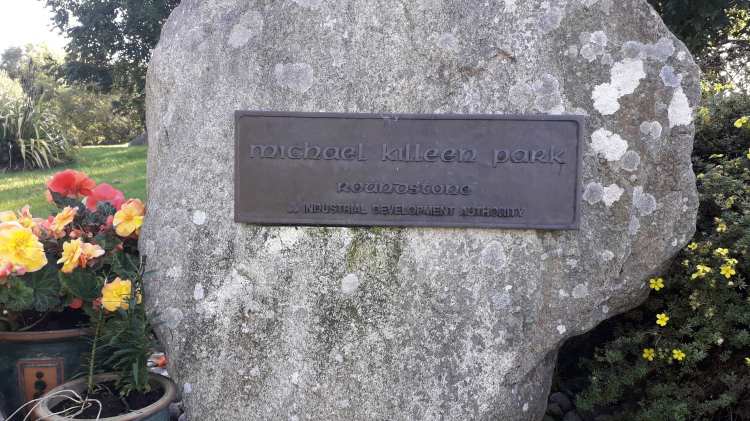 michael killeen park
Roundstone
INDUSTRIAL DEVELOPMENT AUTHORITY